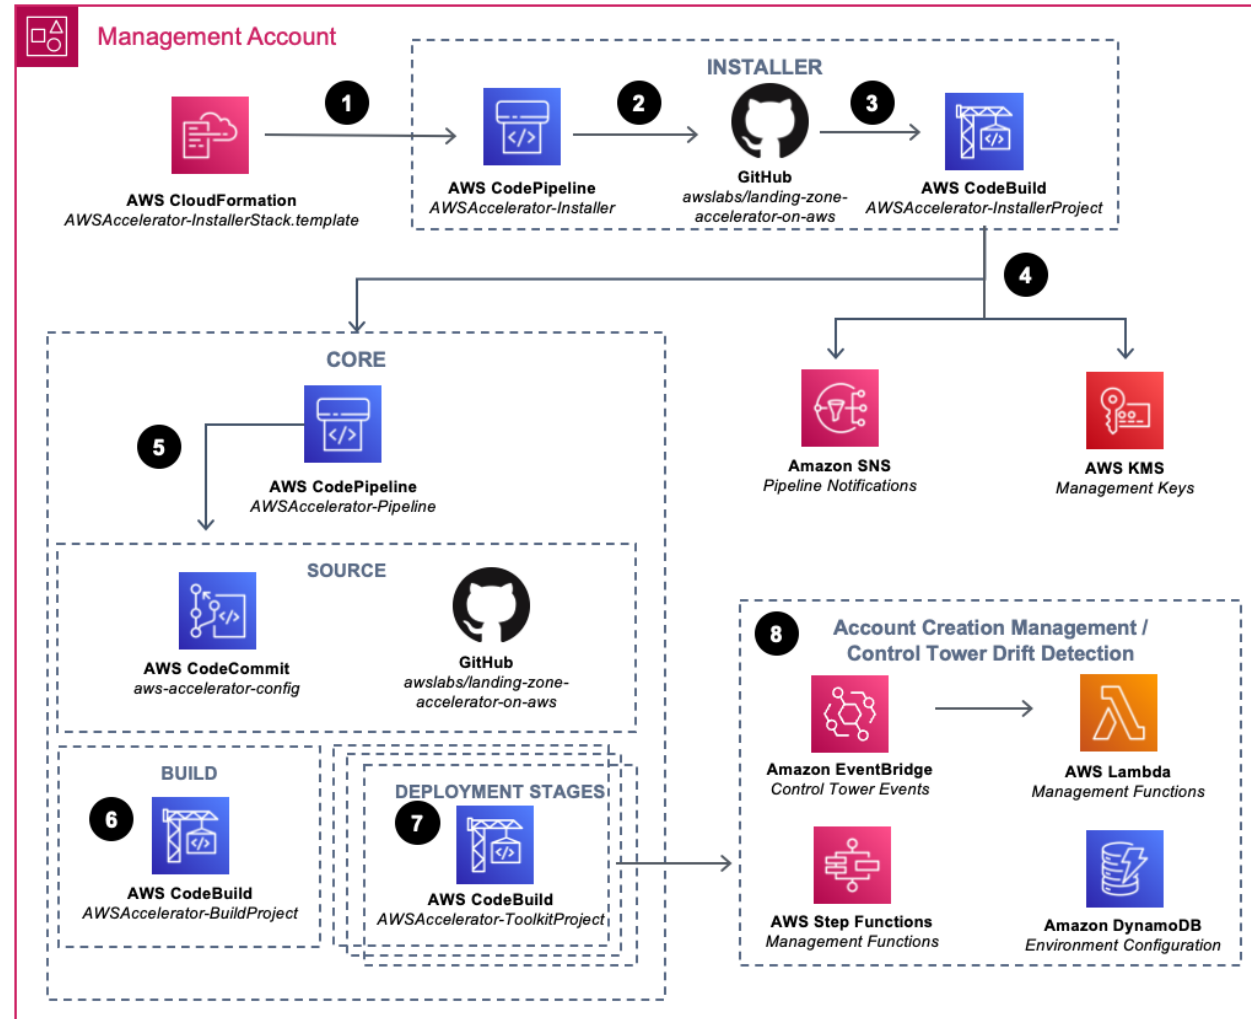 Management Account
INSTALLER
1
2
3
AWS CloudFormation
AWSAccelerator-InstallerStack.template
AWS CodePipeline
AWSAccelerator-Installer
GitHub
awslabs/landing-zone-
accelerator-on-aws
AWS CodeBuild
AWSAccelerator-InstallerProject
4
CORE
5
AWS CodePipeline
AWSAccelerator-Pipeline
Amazon SNS
Pipeline Notifications
AWS KMS
Management Keys
SOURCE
AWS CodeCommit
aws-accelerator-config
GitHub
awslabs/landing-zone-
accelerator-on-aws
BUILD
6
AWS CodeBuild
AWSAccelerator-BuildProject
DEPLOYMENT STAGES
7
AWS CodeBuild
AWSAccelerator-ToolkitProject
8
Account Creation Management /
Control Tower Drift Detection
Amazon EventBridge
Control Tower Events
AWS Lambda
Management Functions
AWS Step Functions
Management Functions
Amazon DynamoDB
Environment Configuration